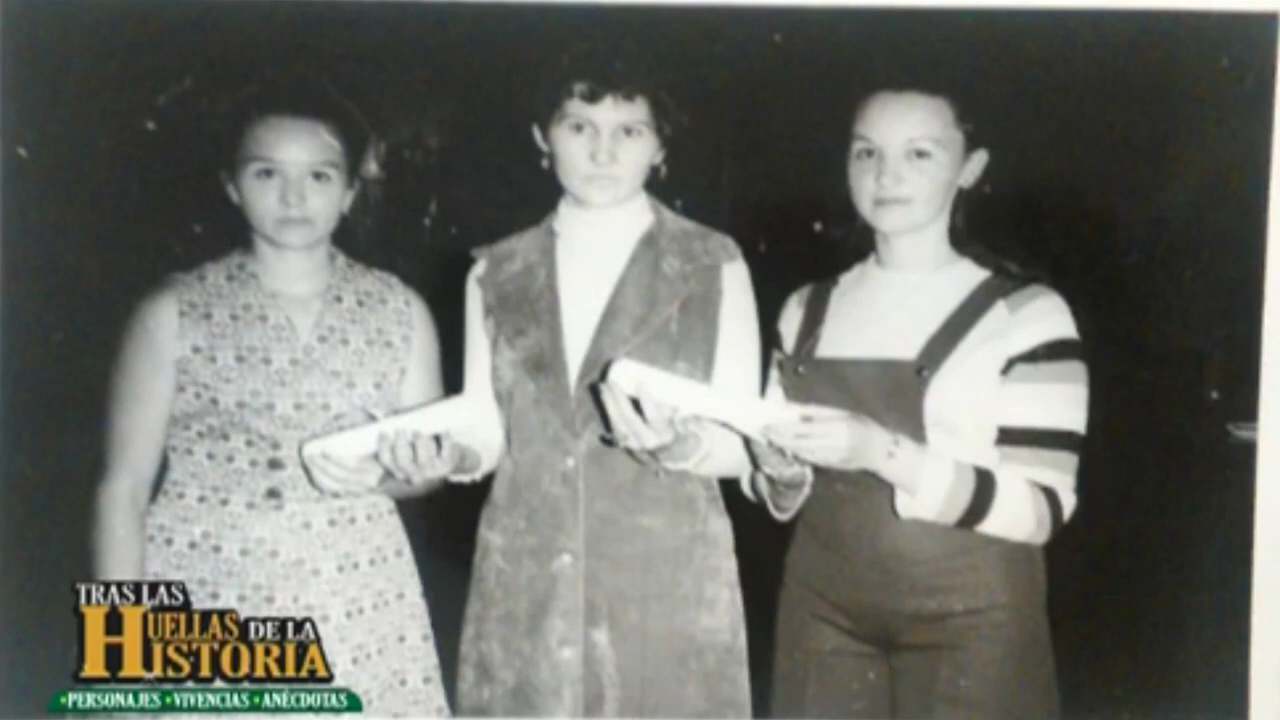 TRAS LAS
HUELLAS DE LA
HISTORIA
•PERSONAJES •VIVENCIAS •ANÉCDOTAS